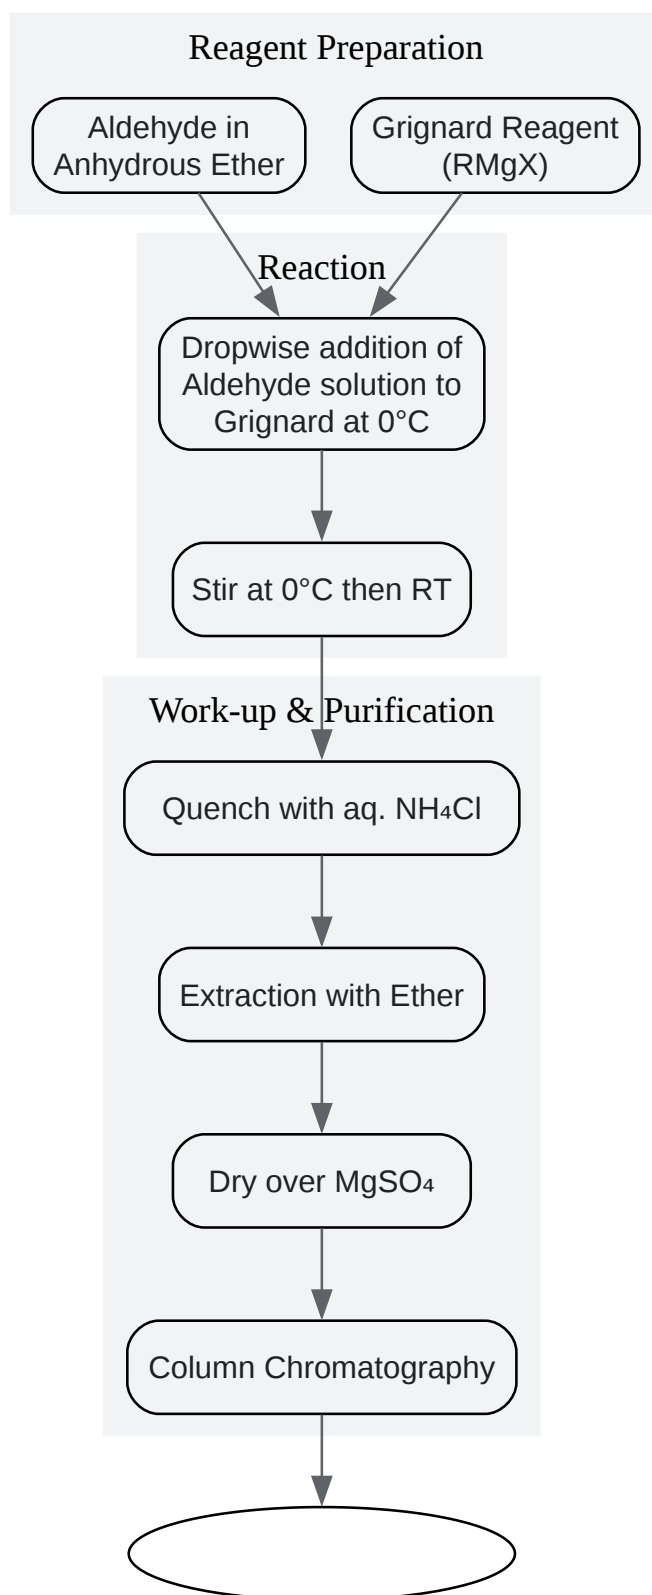 Reagent Preparation
Aldehyde in
Anhydrous Ether
Grignard Reagent
(RMgX)
Reaction
Dropwise addition of
Aldehyde solution to
Grignard at 0°C
Stir at 0°C then RT
Work-up & Purification
Quench with aq. NH₄Cl
Extraction with Ether
Dry over MgSO₄
Column Chromatography